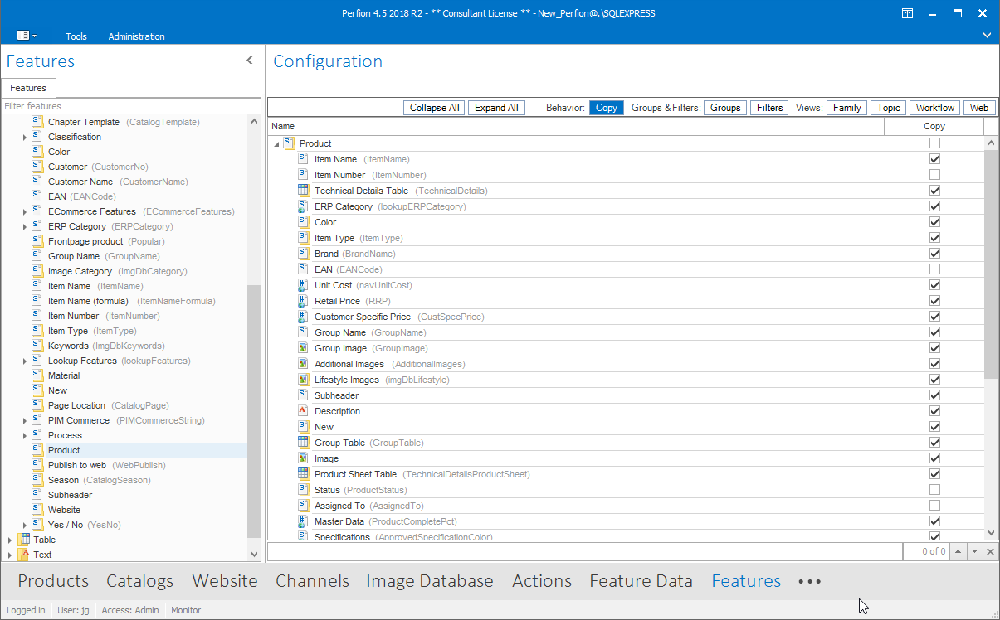 Perfion 4.5 2018 R2 - ** Consultant License ** - New_Perfion@.\SQLEXPRESS
Tools Administration
Features
Configuration
Features
Filter features
Collapse All Expand All Behavior: Copy Groups & Filters: Groups Filters Views: Family Topic Workflow Web
Chapter Template (CatalogTemplate)
Classification
Color
Customer (CustomerNo)
Customer Name (CustomerName)
EAN (EANCode)
ECommerce Features (ECommerceFeatures)
ERP Category (ERPCategory)
Frontpage product (Popular)
Group Name (GroupName)
Image Category (ImgDbCategory)
Item Name (ItemName)
Item Name (formula) (ItemNameFormula)
Item Number (ItemNumber)
Item Type (ItemType)
Keywords (ImgDbKeywords)
Lookup Features (lookupFeatures)
Material
New
Page Location (CatalogPage)
PIM Commerce (PIMCommerceString)
Process
Product
Publish to web (WebPublish)
Season (CatalogSeason)
Subheader
Website
Yes / No (YesNo)
Table
Text
Name Copy
Product
Item Name (ItemName)
Item Number (ItemNumber)
Technical Details Table (TechnicalDetails)
ERP Category (lookupERPCategory)
Color
Item Type (ItemType)
Brand (BrandName)
EAN (EANCode)
Unit Cost (navUnitCost)
Retail Price (RRP)
Customer Specific Price (CustSpecPrice)
Group Name (GroupName)
Group Image (GroupImage)
Additional Images (AdditionalImages)
Lifestyle Images (imgDbLifestyle)
Subheader
Description
New
Group Table (GroupTable)
Image
Product Sheet Table (TechnicalDetailsProductSheet)
Status (ProductStatus)
Assigned To (AssignedTo)
Master Data (ProductCompletePct)
Specifications (ApprovedSpecificationColor)
0 of 0
Products Catalogs Website Channels Image Database Actions Feature Data Features •••
Logged in User: jg Access: Admin Monitor